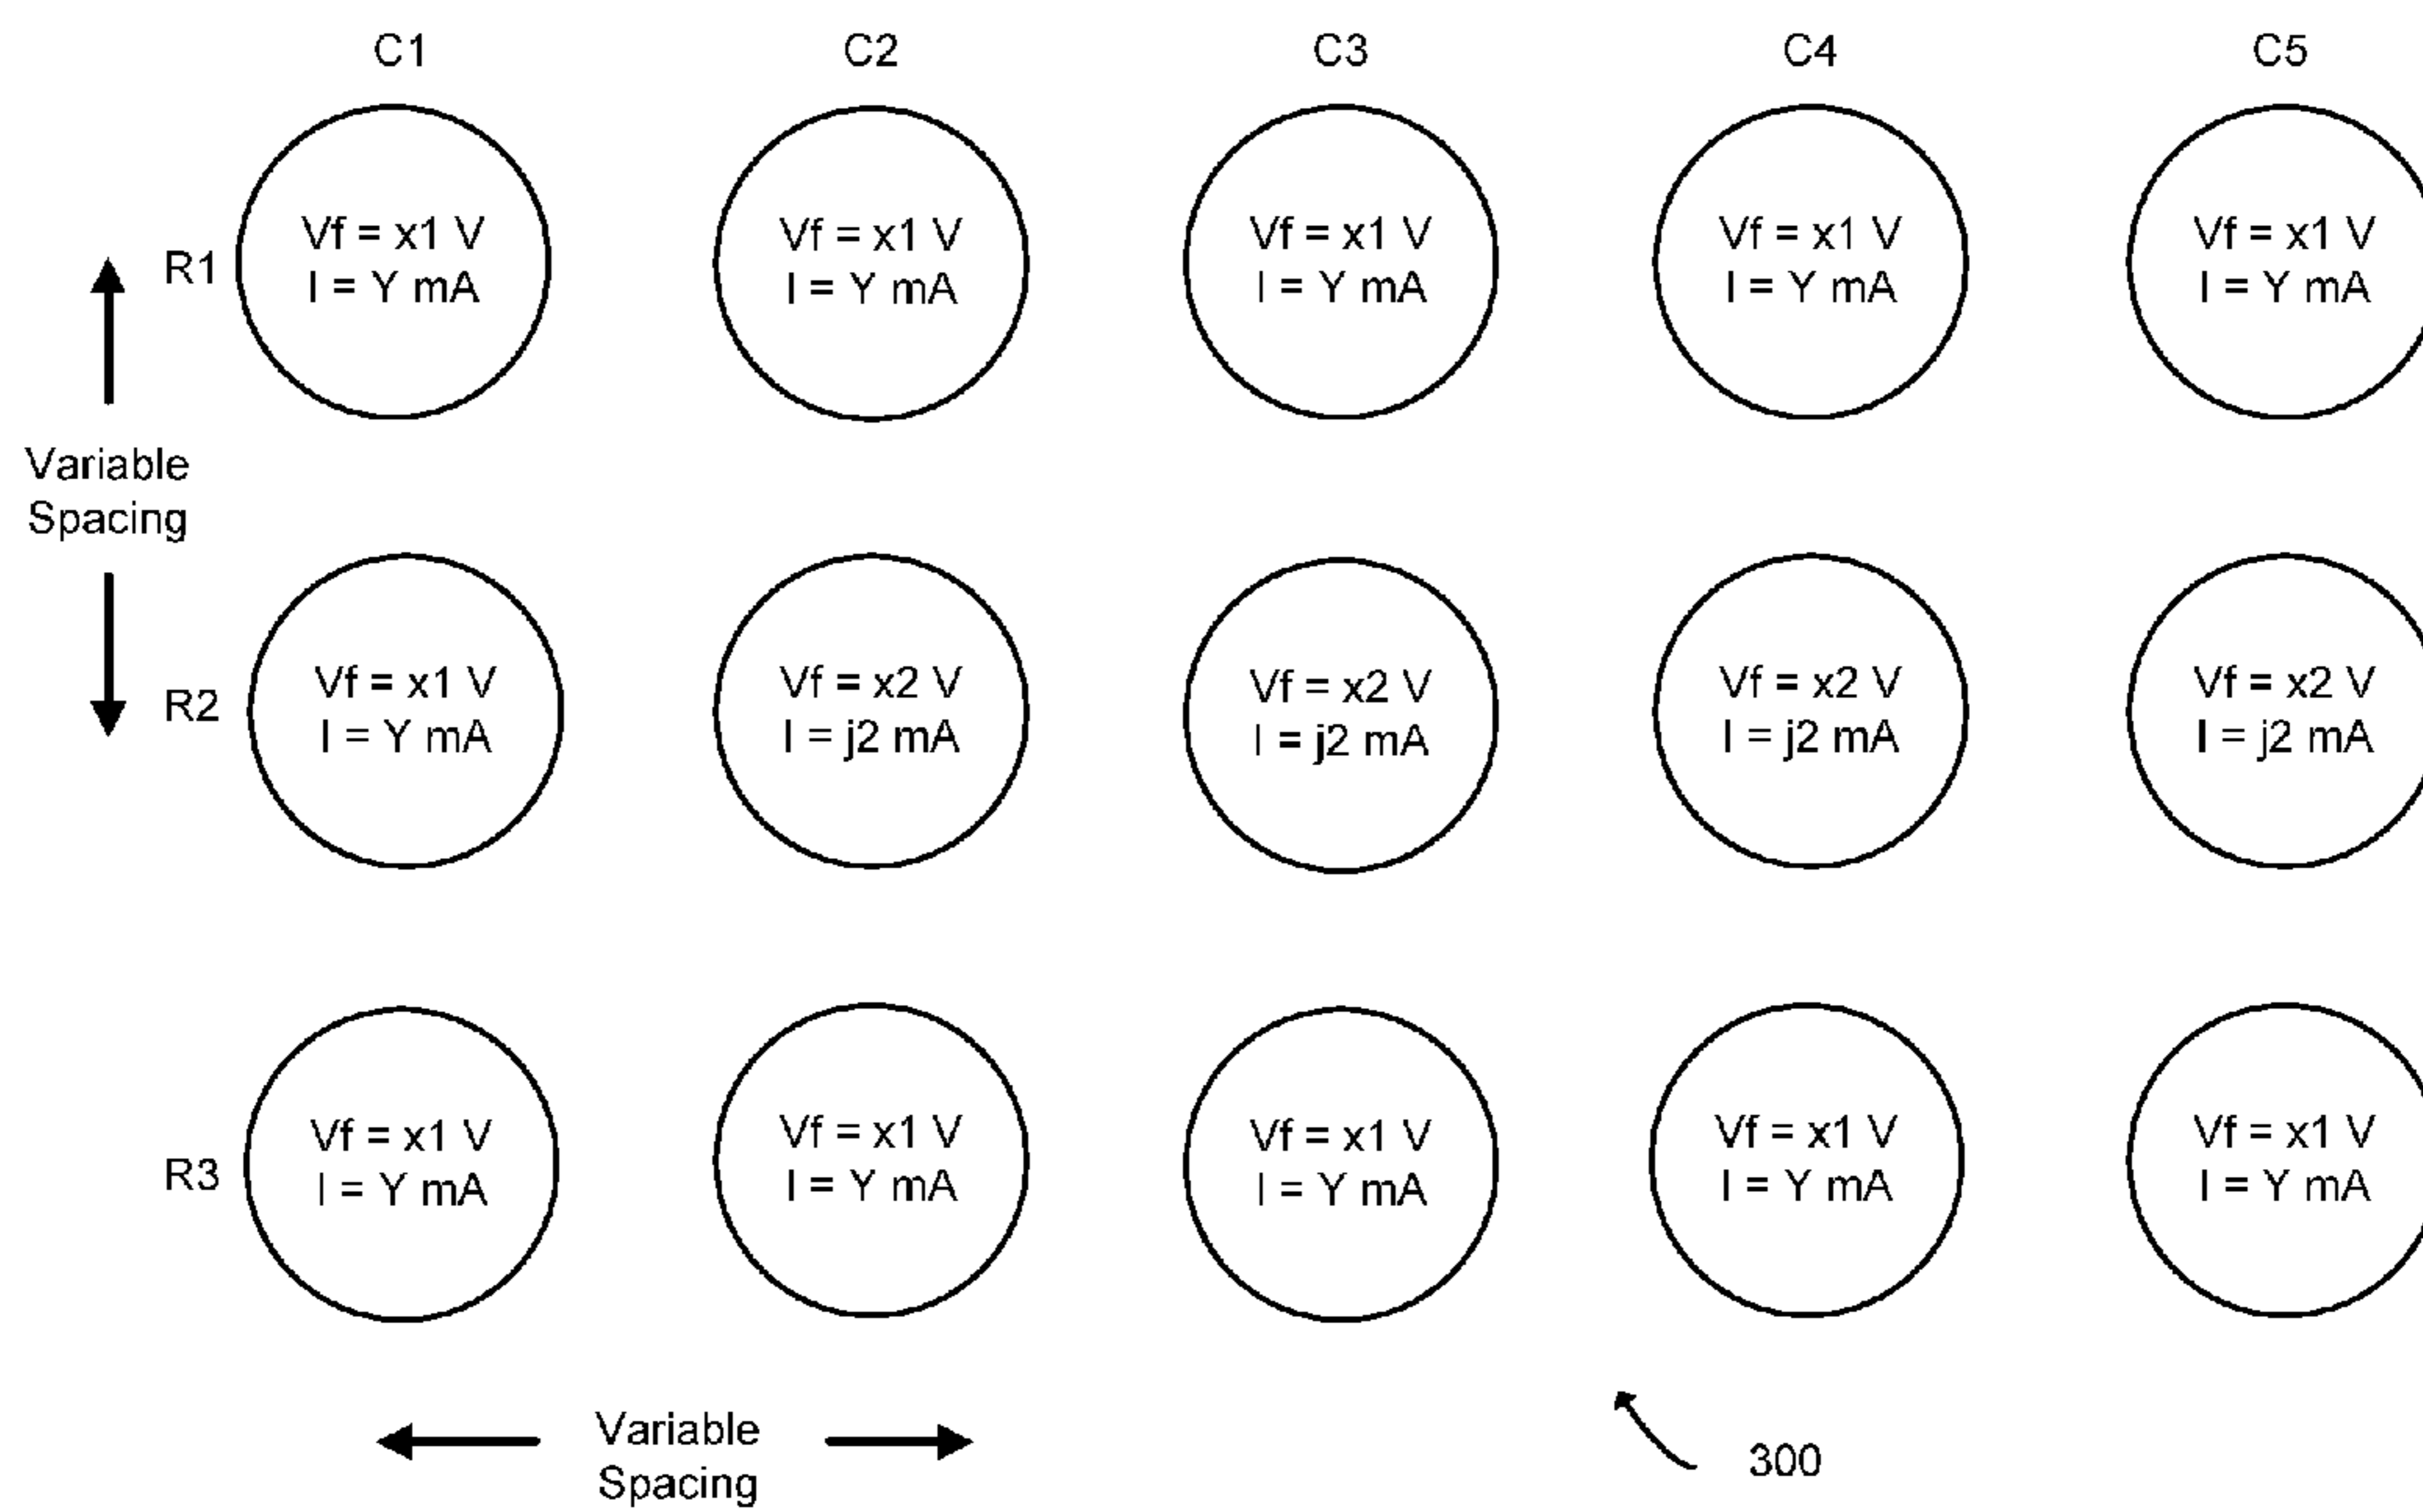 C1 C2 C3 C4 C5
R1
Vf = x1 V
I = Y mA
Vf = x1 V
I = Y mA
Vf = x1 V
I = Y mA
Vf = x1 V
I = Y mA
Vf = x1 V
I = Y mA
Variable
Spacing
R2
Vf = x1 V
I = Y mA
Vf = x2 V
I = j2 mA
Vf = x2 V
I = j2 mA
Vf = x2 V
I = j2 mA
Vf = x2 V
I = j2 mA
R3
Vf = x1 V
I = Y mA
Vf = x1 V
I = Y mA
Vf = x1 V
I = Y mA
Vf = x1 V
I = Y mA
Vf = x1 V
I = Y mA
Variable
Spacing
300